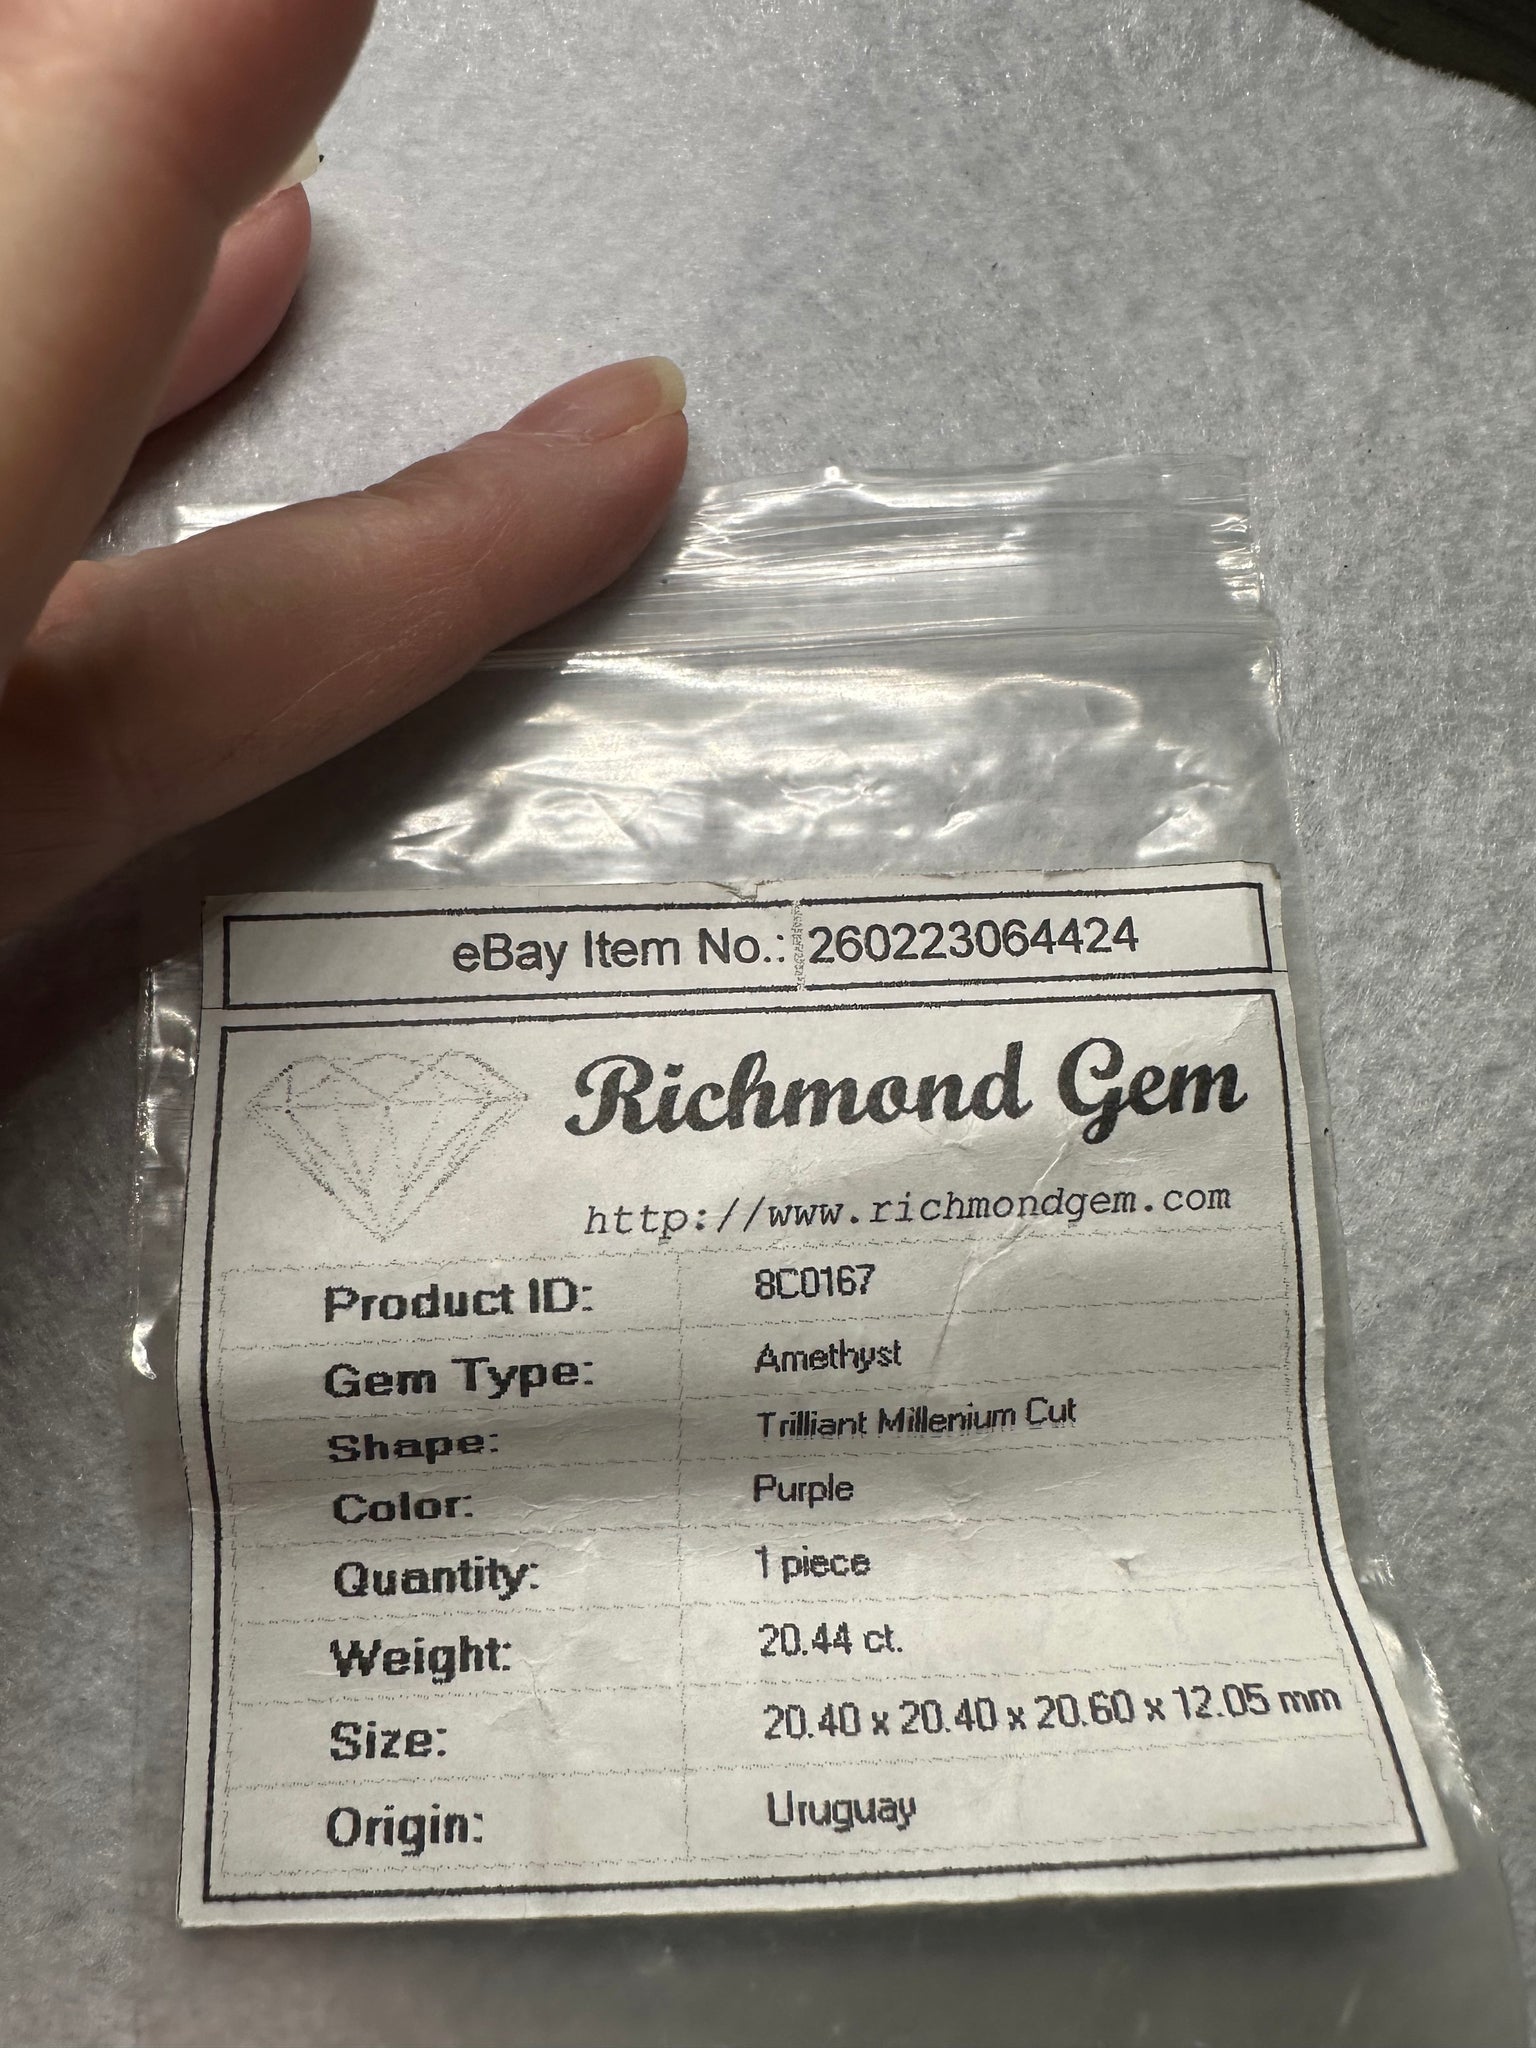 eBay Item No.: 260223064424
Richmond Gem
http://www.richmondgem.com
Product ID: 8C0167
Gem Type: Amethyst
Shape: Trilliant Millenium Cut
Color: Purple
Quantity: 1 piece
Weight: 20.44 ct.
Size: 20.40 x 20.40 x 20.60 x 12.05 mm
Origin: Uruguay